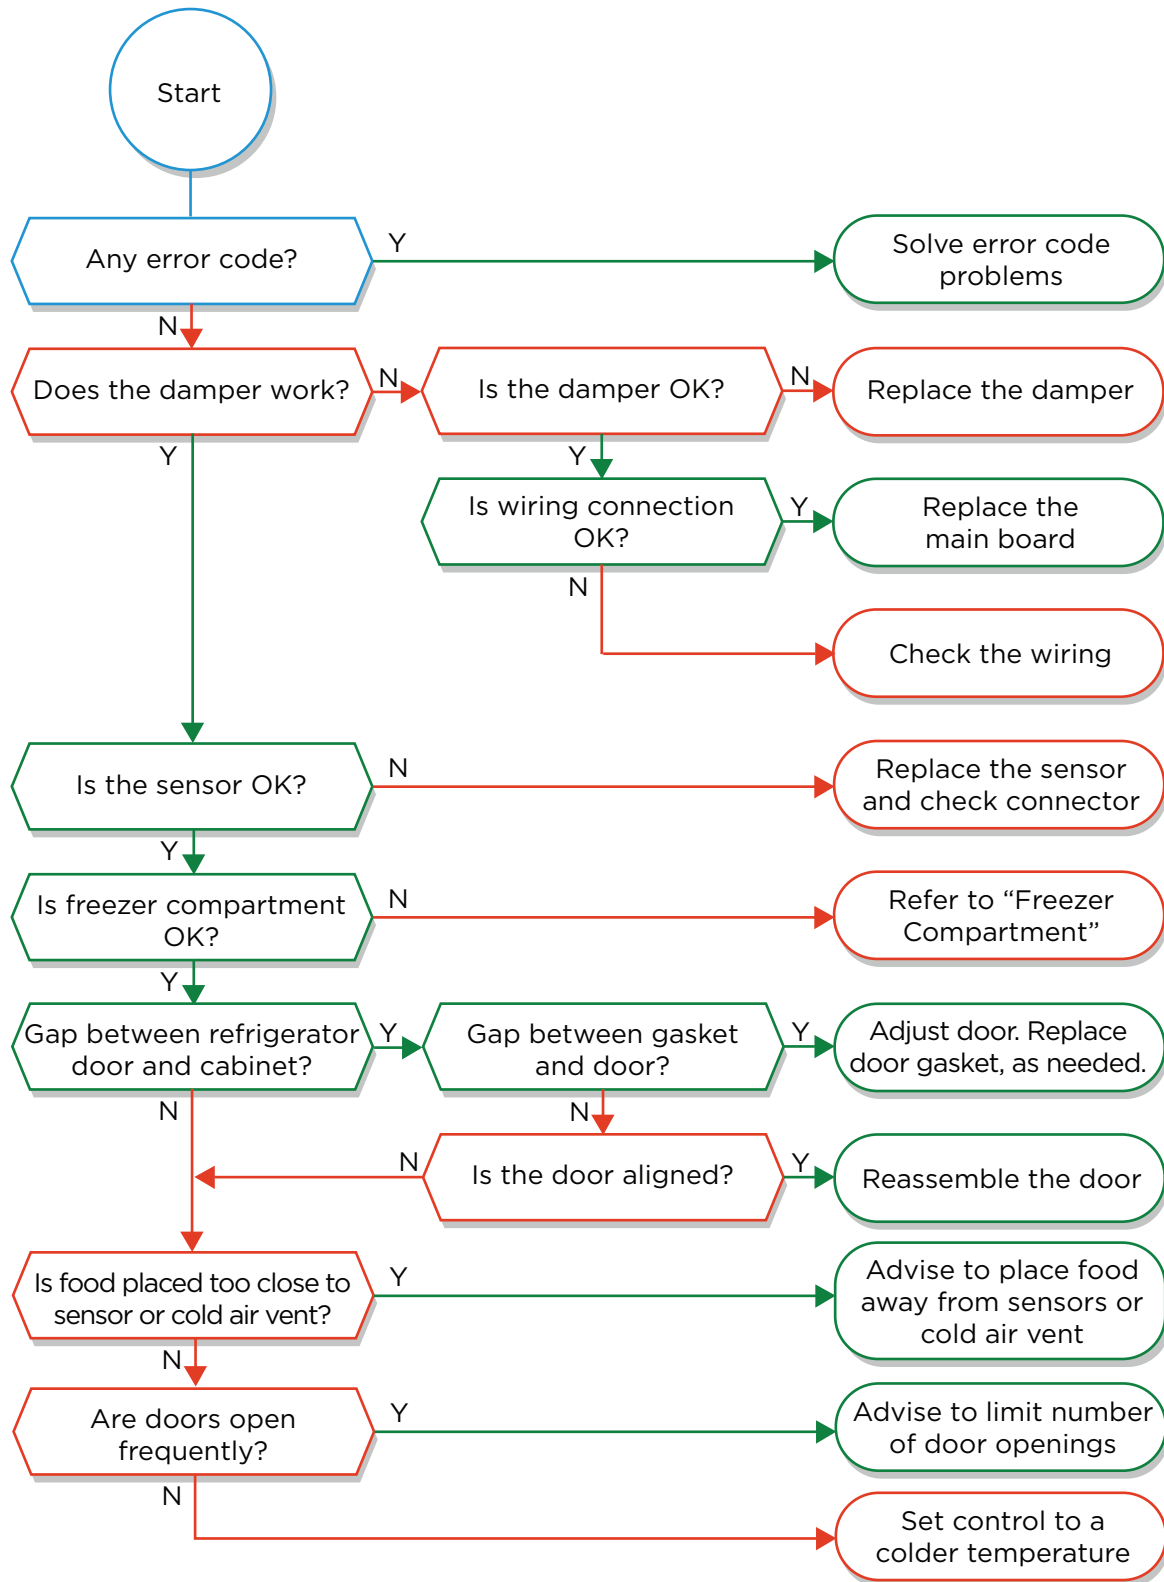 Start
Any error code?
Y
Solve error code
problems
N
Does the damper work?
N
Is the damper OK?
N
Replace the damper
Y
Y
Is wiring connection
OK?
Y
Replace the
main board
N
Check the wiring
Is the sensor OK?
N
Replace the sensor
and check connector
Y
Is freezer compartment
OK?
N
Refer to “Freezer
Compartment”
Y
Gap between refrigerator
door and cabinet?
Y
Gap between gasket
and door?
Y
Adjust door. Replace
door gasket, as needed.
N
N
N
Is the door aligned?
Y
Reassemble the door
Is food placed too close to
sensor or cold air vent?
Y
Advise to place food
away from sensors or
cold air vent
N
Are doors open
frequently?
Y
Advise to limit number
of door openings
N
Set control to a
colder temperature